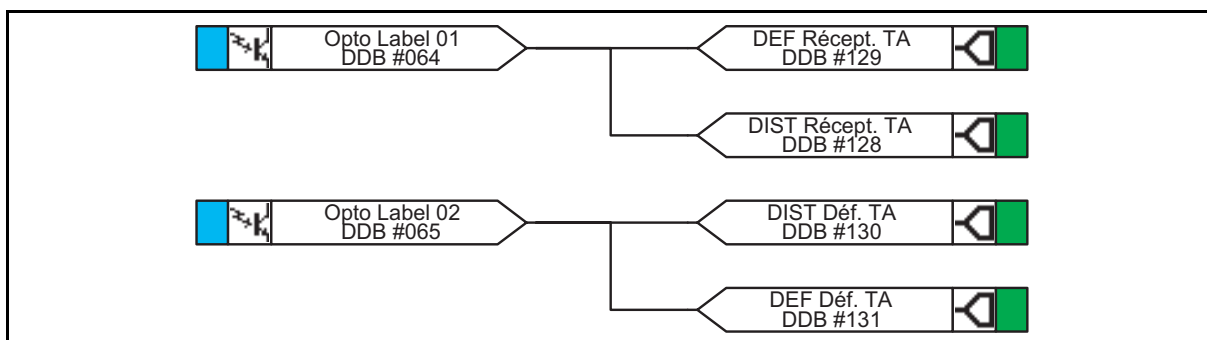 Opto Label 01
DDB #064
DEF Récept. TA
DDB #129
DIST Récept. TA
DDB #128
Opto Label 02
DDB #065
DIST Déf. TA
DDB #130
DEF Déf. TA
DDB #131